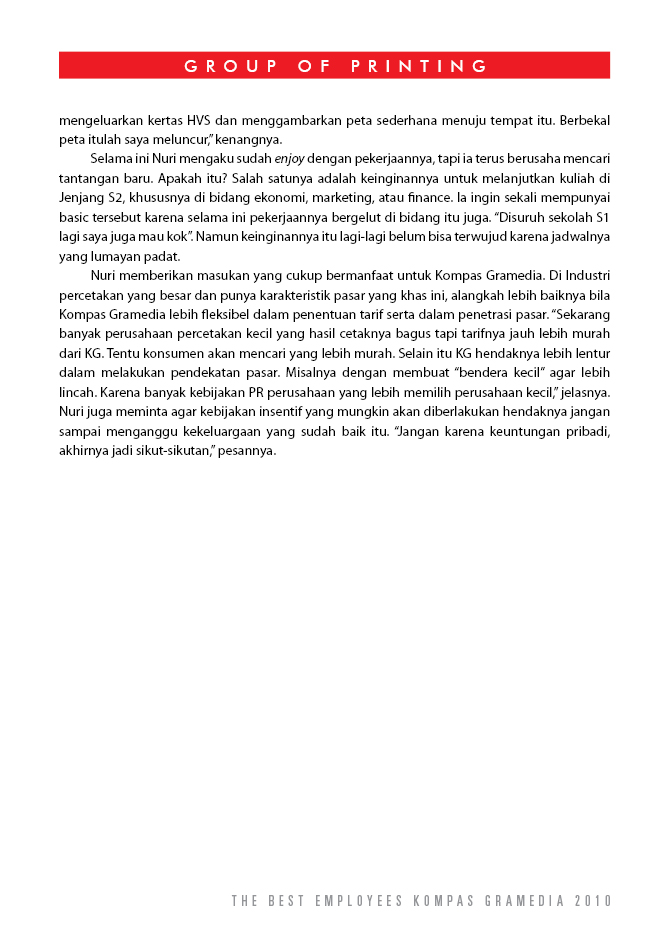 GROUP OF PRINTING
mengeluarkan kertas HVS dan menggambarkan peta sederhana menuju tempat itu. Berbekal
peta itulah saya meluncur,” kenangnya.
Selama ini Nuri mengaku sudah enjoy dengan pekerjaannya, tapi ia terus berusaha mencari
tantangan baru. Apakah itu? Salah satunya adalah keinginannya untuk melanjutkan kuliah di
Jenjang S2, khususnya di bidang ekonomi, marketing, atau finance. Ia ingin sekali mempunyai
basic tersebut karena selama ini pekerjaannya bergelut di bidang itu juga. “Disuruh sekolah S1
lagi saya juga mau kok”. Namun keinginannya itu lagi-lagi belum bisa terwujud karena jadwalnya
yang lumayan padat.
Nuri memberikan masukan yang cukup bermanfaat untuk Kompas Gramedia. Di Industri
percetakan yang besar dan punya karakteristik pasar yang khas ini, alangkah lebih baiknya bila
Kompas Gramedia lebih fleksibel dalam penentuan tarif serta dalam penetrasi pasar. “Sekarang
banyak perusahaan percetakan kecil yang hasil cetaknya bagus tapi tarifnya jauh lebih murah
dari KG. Tentu konsumen akan mencari yang lebih murah. Selain itu KG hendaknya lebih lentur
dalam melakukan pendekatan pasar. Misalnya dengan membuat “bendera kecil” agar lebih
lincah. Karena banyak kebijakan PR perusahaan yang lebih memilih perusahaan kecil,” jelasnya.
Nuri juga meminta agar kebijakan insentif yang mungkin akan diberlakukan hendaknya jangan
sampai menganggu kekeluargaan yang sudah baik itu. “Jangan karena keuntungan pribadi,
akhirnya jadi sikut-sikutan,” pesannya.
THE BEST EMPLOYEES KOMPAS GRAMEDIA 2010